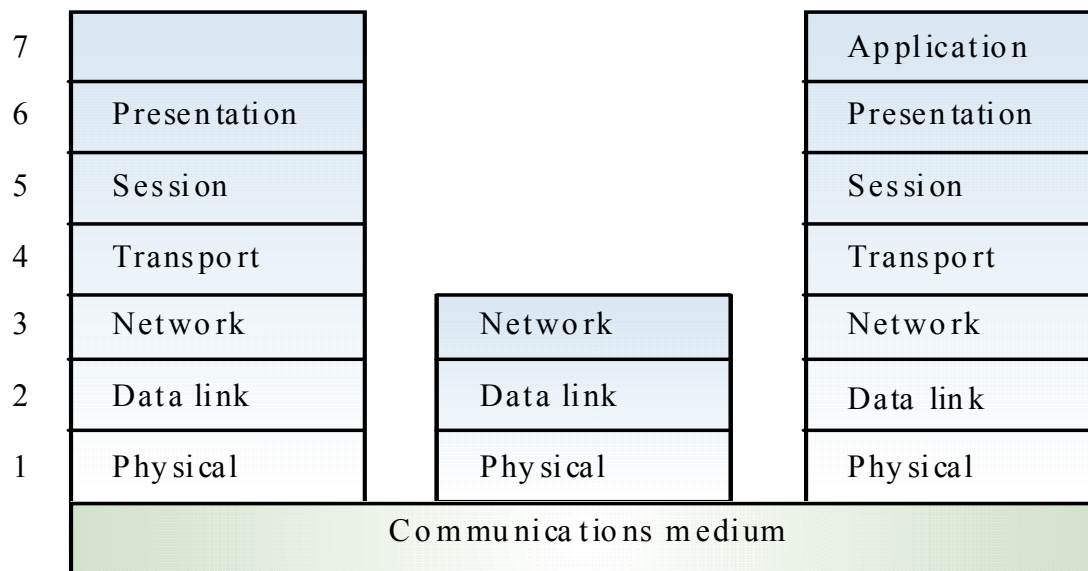 7 Application
6 Presentation Presentation
5 Session Session
4 Transport Transport
3 Network Network Network
2 Data link Data link Data link
1 Physical Physical Physical
Communications medium